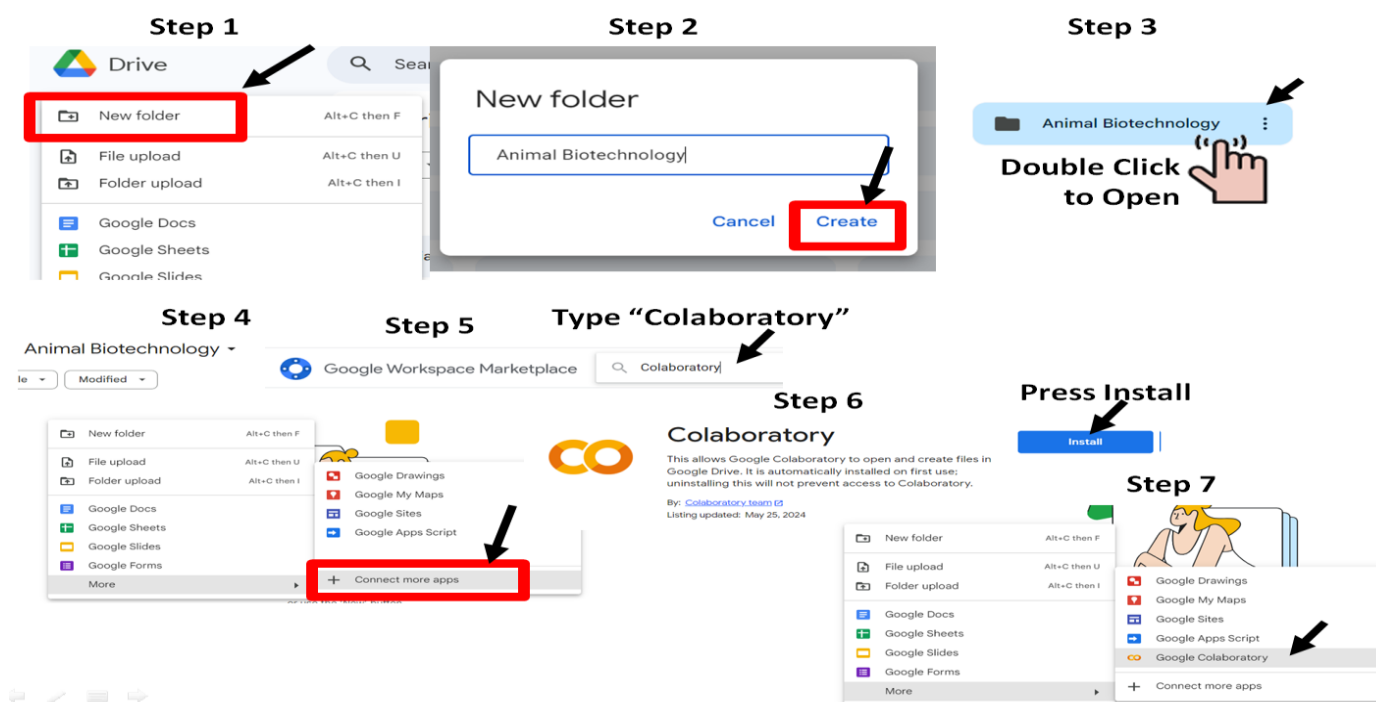 Step 1
Drive
Sear
New folder
Alt+C then F
File upload
Alt+C then U
Folder upload
Alt+C then I
Google Docs
Google Sheets
Google Slides
Step 2
New folder
Animal Biotechnology
Cancel
Create
Step 3
Animal Biotechnology
Double Click
to Open
Step 4
Animal Biotechnology
le
Modified
New folder
Alt+C then F
File upload
Alt+C then U
Folder upload
Alt+C then I
Google Docs
Google Sheets
Google Slides
Google Forms
More
Google Drawings
Google My Maps
Google Sites
Google Apps Script
Connect more apps
Step 5
Type “Colaboratory”
Google Workspace Marketplace
Colaboratory
Step 6
Press Install
Colaboratory
This allows Google Colaboratory to open and create files in
Google Drive. It is automatically installed on first use;
uninstalling this will not prevent access to Colaboratory.
By: Colaboratory team
Listing updated: May 25, 2024
Install
Step 7
New folder
Alt+C then F
File upload
Alt+C then U
Folder upload
Alt+C then I
Google Docs
Google Sheets
Google Slides
Google Forms
More
Google Drawings
Google My Maps
Google Sites
Google Apps Script
Google Colaboratory
Connect more apps